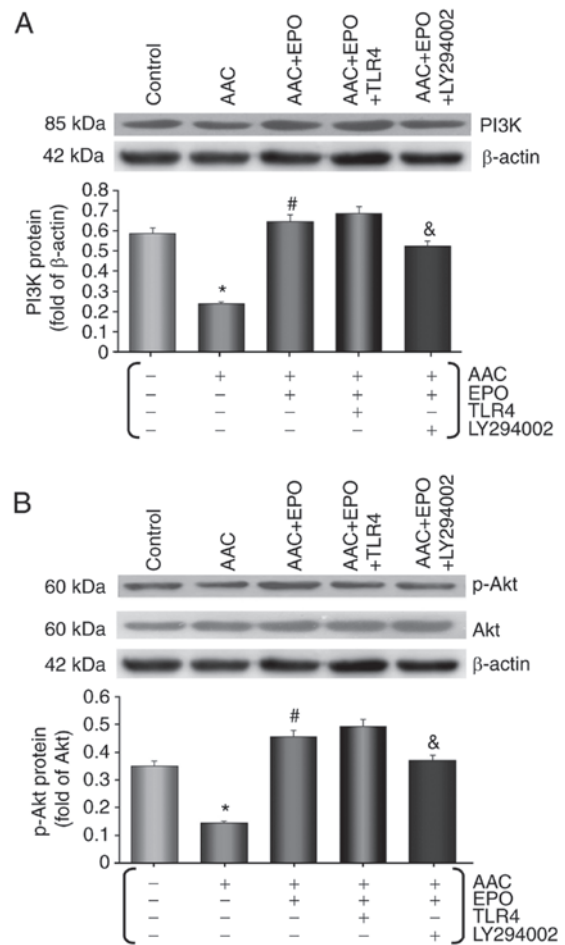 A
Control
AAC
AAC+EPO
AAC+EPO
+TLR4
AAC+EPO
+LY294002
85 kDa PI3K
42 kDa β-actin
PI3K protein
(fold of β-actin)
0.8
0.7
0.6
0.5
0.4
0.3
0.2
0.1
0
*
#
&
− + + + + AAC
− − + + + EPO
− − − + − TLR4
− − − − + LY294002
B
Control
AAC
AAC+EPO
AAC+EPO
+TLR4
AAC+EPO
+LY294002
60 kDa p-Akt
60 kDa Akt
42 kDa β-actin
p-Akt protein
(fold of Akt)
0.6
0.5
0.4
0.3
0.2
0.1
0
*
#
&
− + + + + AAC
− − + + + EPO
− − − + − TLR4
− − − − + LY294002